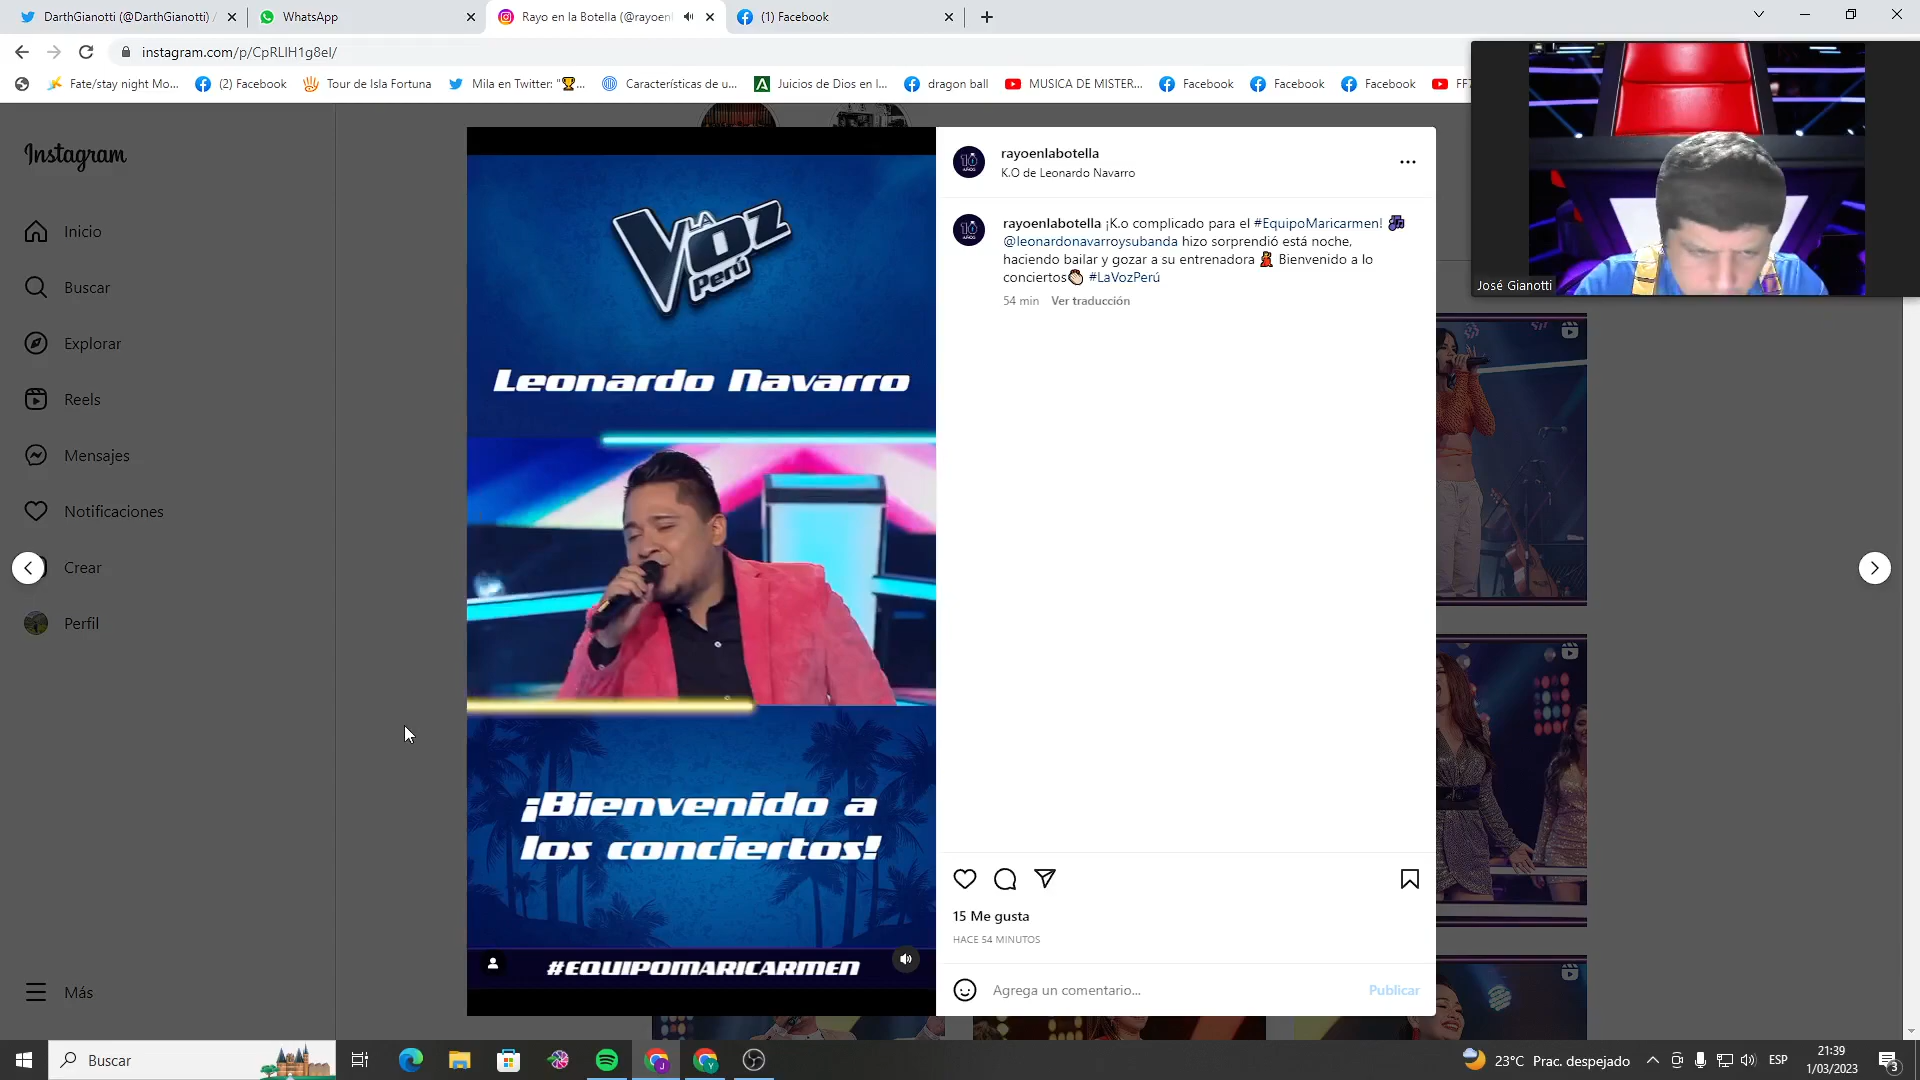 DarthGianotti (@DarthGianotti) /
WhatsApp
Rayo en la Botella (@rayoenl
(1) Facebook
instagram.com/p/CpRLlH1g8eI/
Fate/stay night Mo...
(2) Facebook
Tour de Isla Fortuna
Mila en Twitter: "🏆...
Características de u...
Juicios de Dios en l...
dragon ball
MUSICA DE MISTER...
Facebook
Facebook
Facebook
FF7
Instagram
Inicio
Buscar
Explorar
Reels
Mensajes
Notificaciones
Crear
Perfil
Más
LA
VOZ
Perú
Leonardo Navarro
¡Bienvenido a
los conciertos!
#EQUIPOMARICARMEN
rayoenlabotella
K.O de Leonardo Navarro
rayoenlabotella ¡K.o complicado para el #EquipoMaricarmen! 🎶
@leonardonavarroysubanda hizo sorprendió está noche,
haciendo bailar y gozar a su entrenadora 💃 Bienvenido a lo
conciertos👏🏻 #LaVozPerú
54 min Ver traducción
15 Me gusta
HACE 54 MINUTOS
Agrega un comentario...
Publicar
José Gianotti
Buscar
23°C Prac. despejado
ESP
21:39
1/03/2023
3